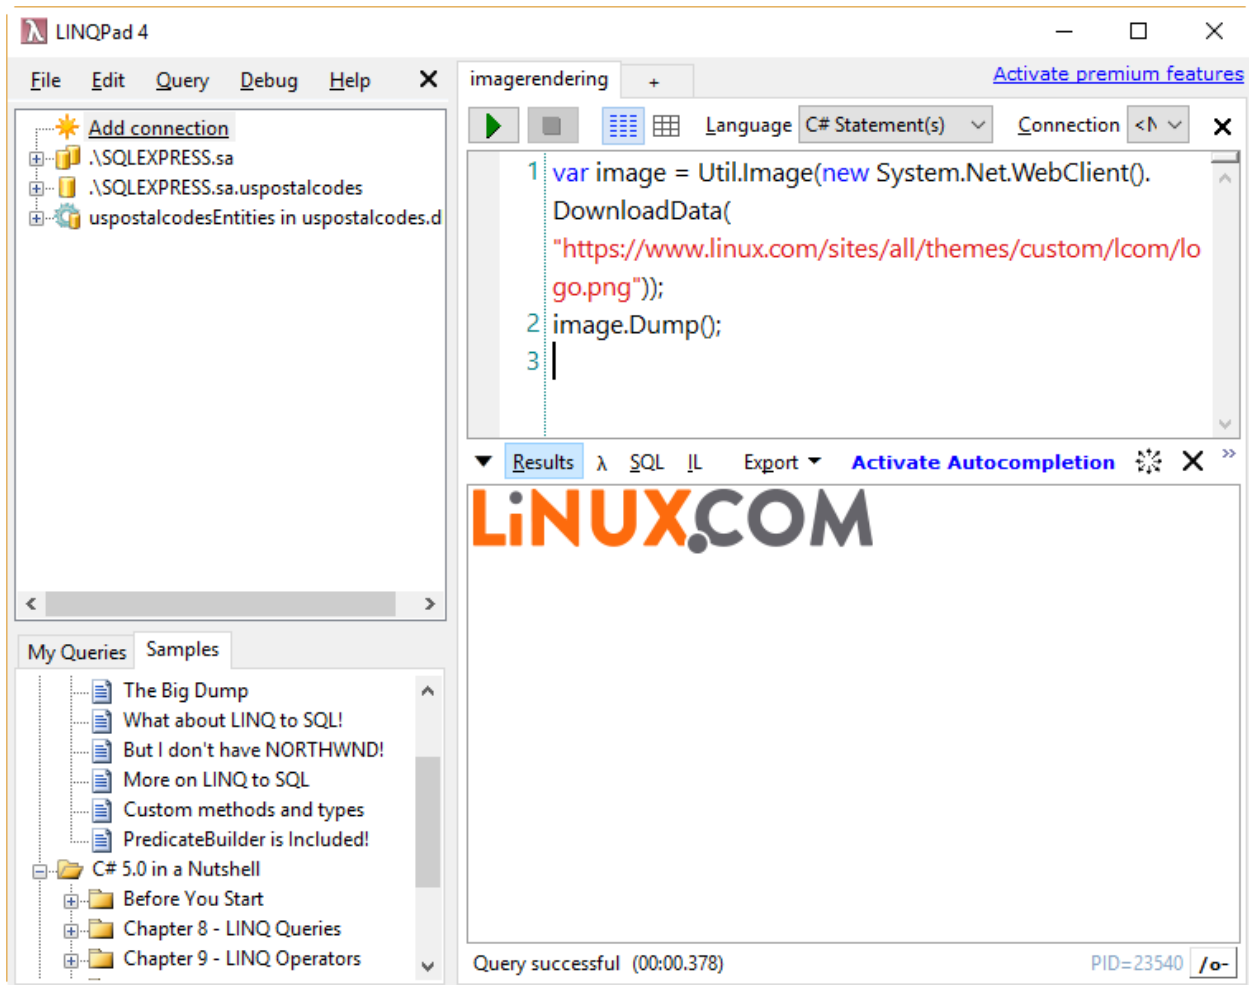 LINQPad 4
File Edit Query Debug Help
Add connection
.\SQLEXPRESS.sa
.\SQLEXPRESS.sa.uspostalcodes
uspostalcodesEntities in uspostalcodes.d
My Queries Samples
The Big Dump
What about LINQ to SQL!
But I don't have NORTHWND!
More on LINQ to SQL
Custom methods and types
PredicateBuilder is Included!
C# 5.0 in a Nutshell
Before You Start
Chapter 8 - LINQ Queries
Chapter 9 - LINQ Operators
imagerendering + Activate premium features
Language C# Statement(s) Connection <N
1 var image = Util.Image(new System.Net.WebClient().
DownloadData(
"https://www.linux.com/sites/all/themes/custom/lcom/lo
go.png"));
2 image.Dump();
3
Results λ SQL IL Export Activate Autocompletion
LiNUX.COM
Query successful (00:00.378) PID=23540 /o-